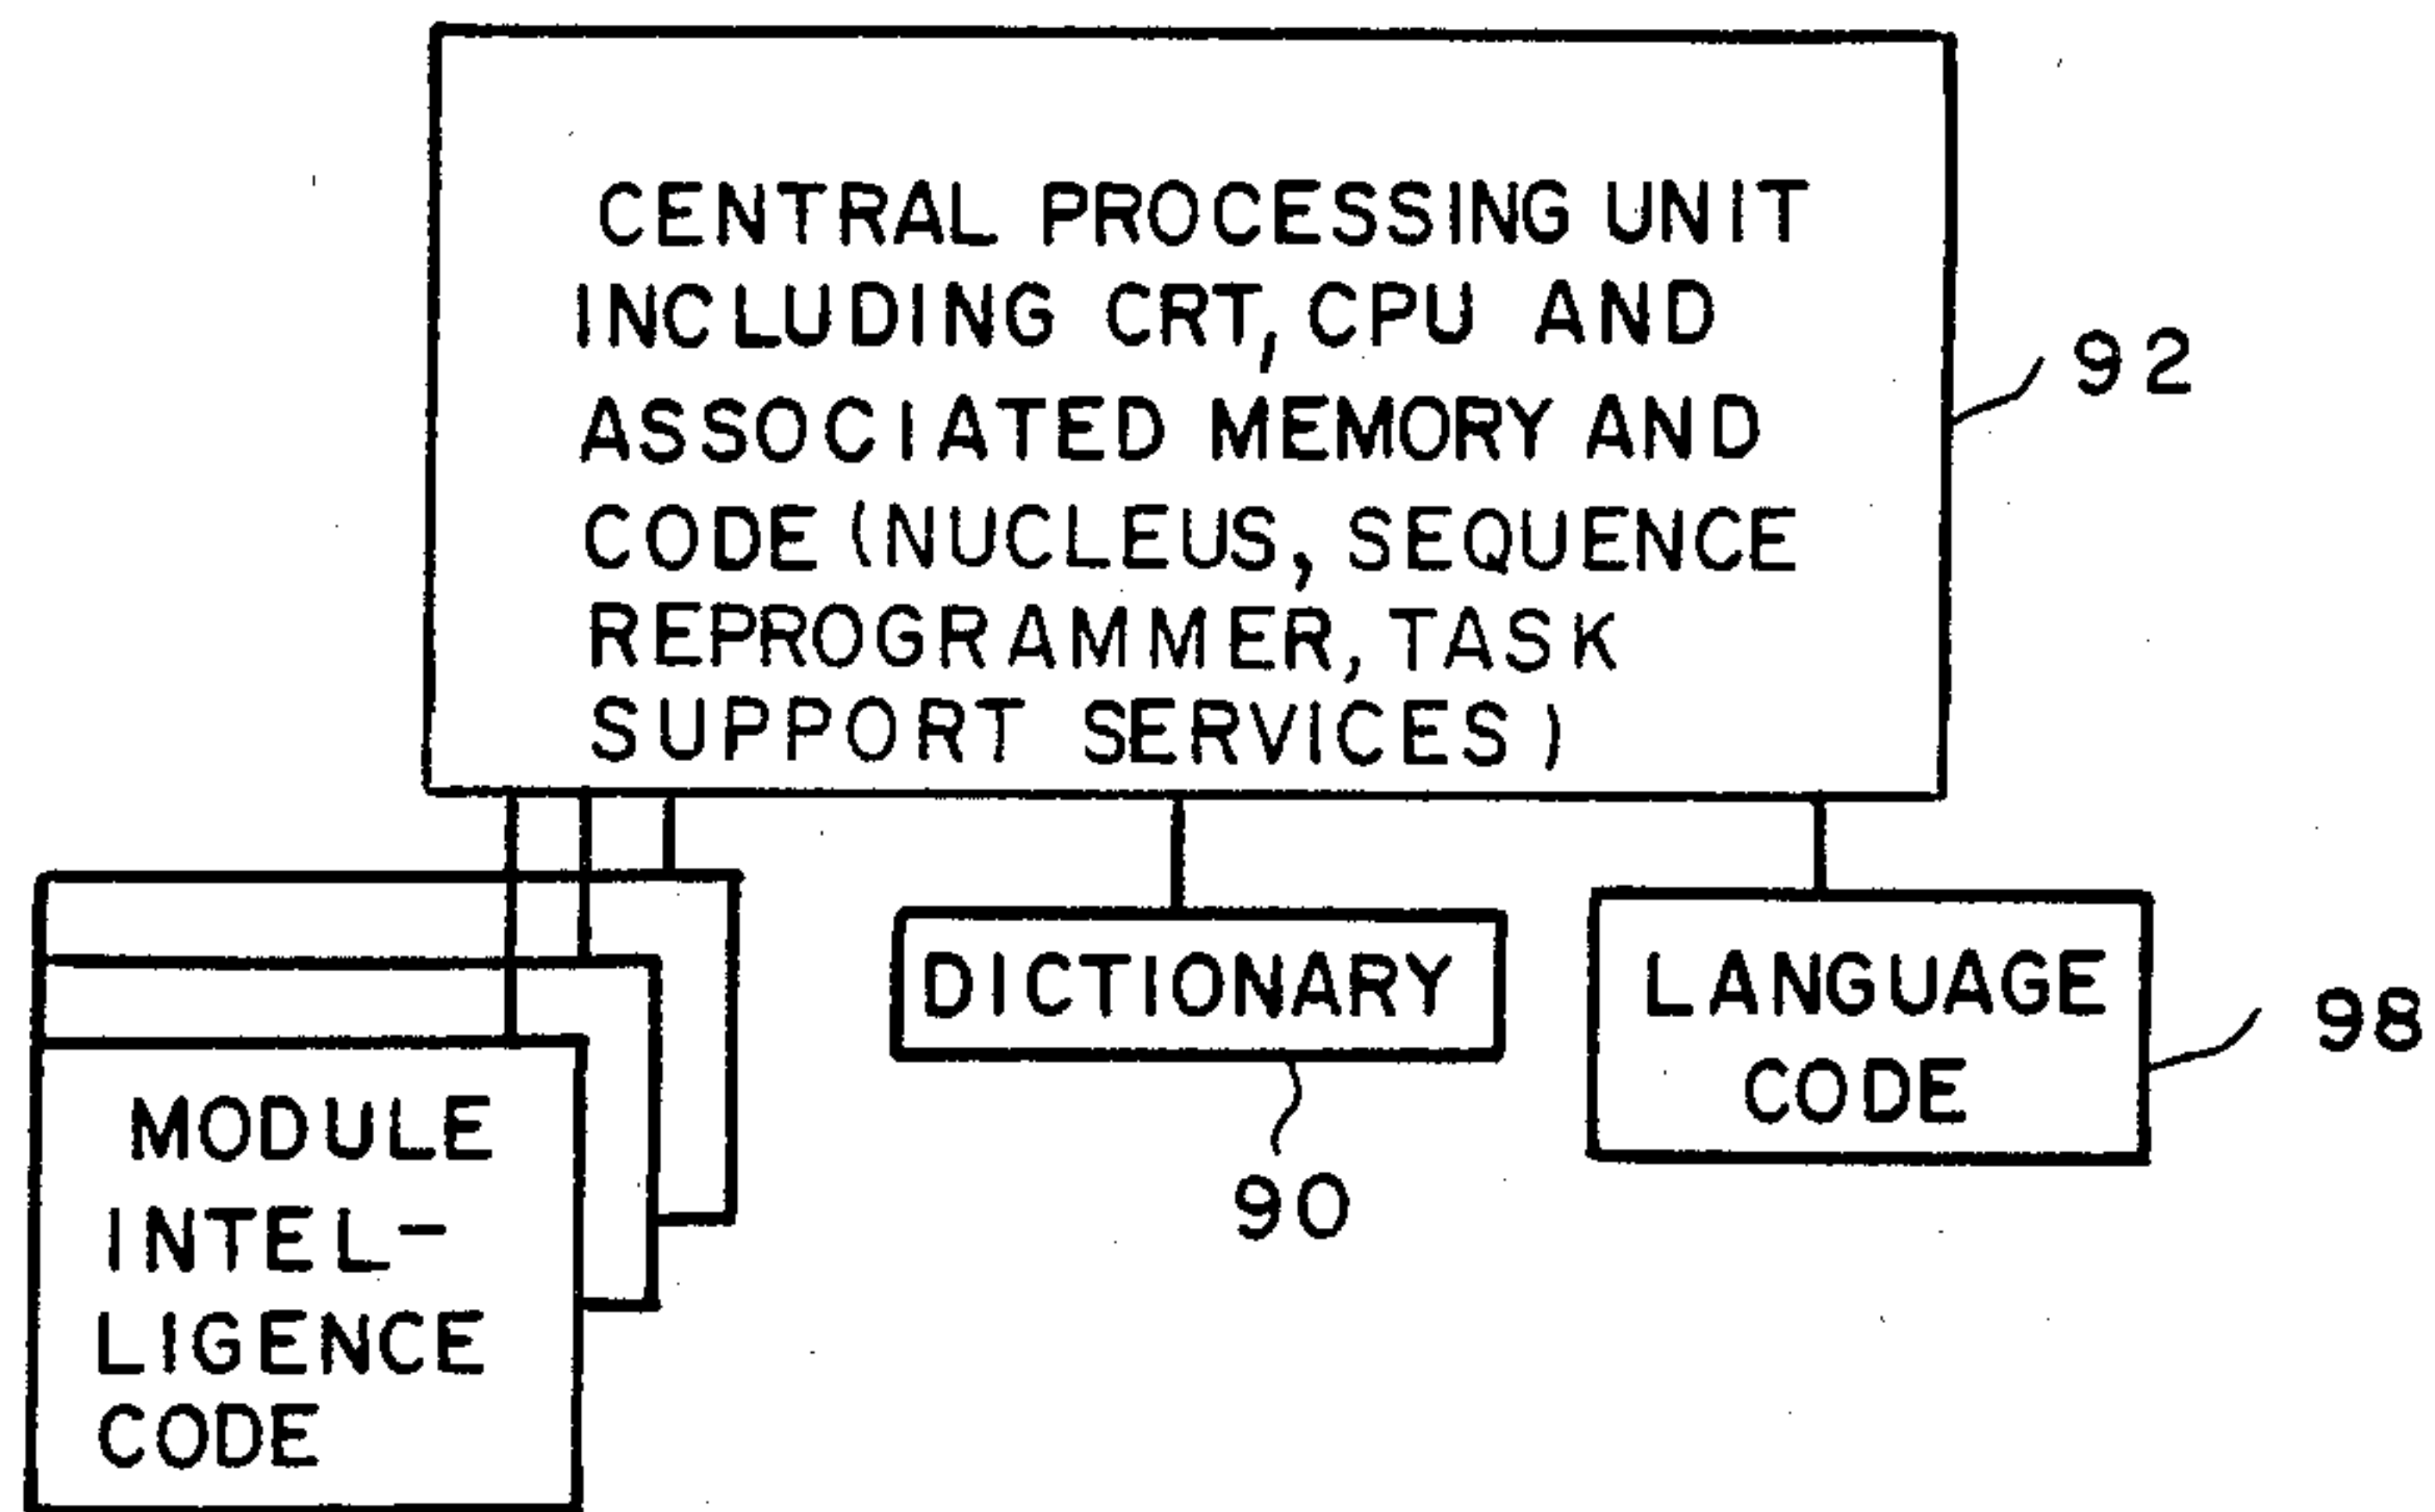 CENTRAL PROCESSING UNIT
INCLUDING CRT, CPU AND
ASSOCIATED MEMORY AND
CODE (NUCLEUS, SEQUENCE
REPROGRAMMER, TASK
SUPPORT SERVICES)
92
DICTIONARY
90
LANGUAGE
CODE
98
MODULE
INTEL-
LIGENCE
CODE